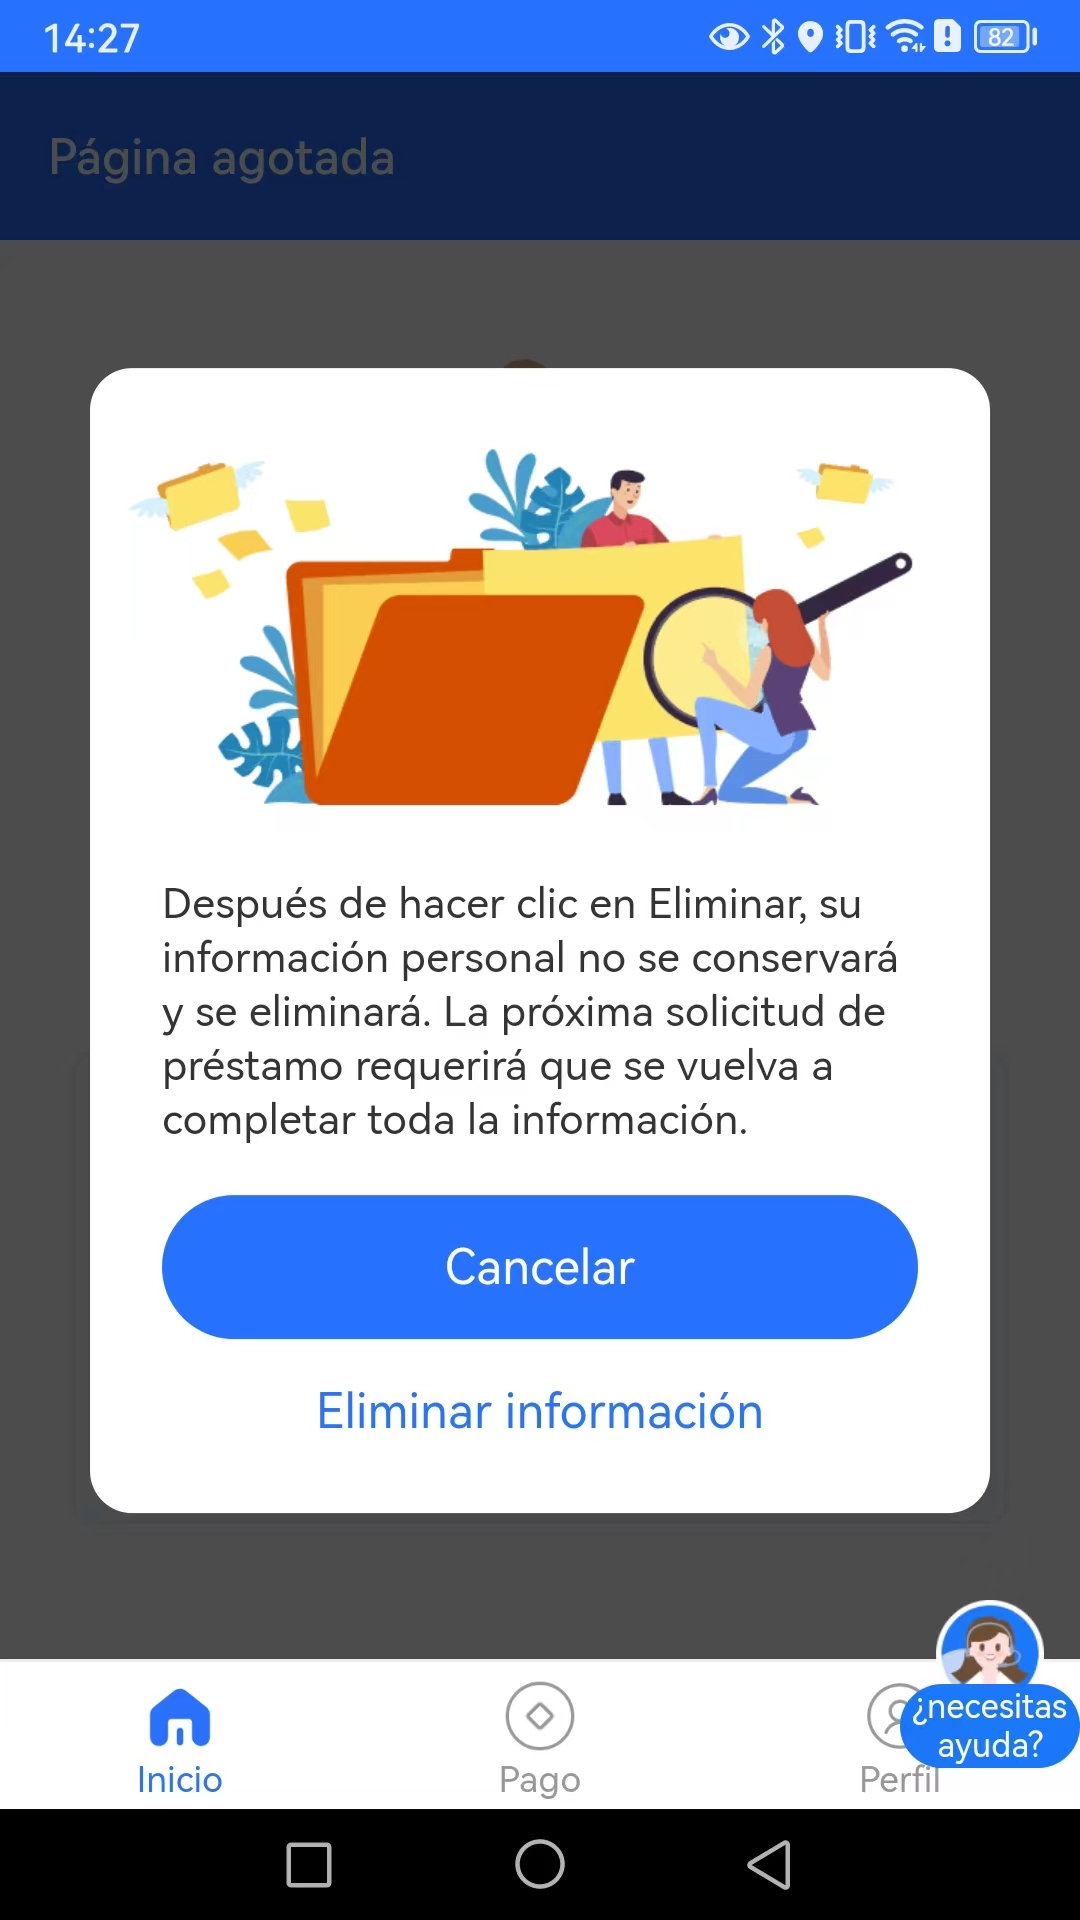 14:27
82
Página agotada
Después de hacer clic en Eliminar, su
información personal no se conservará
y se eliminará. La próxima solicitud de
préstamo requerirá que se vuelva a
completar toda la información.
Cancelar
Eliminar información
¿necesitas
ayuda?
Inicio
Pago
Perfil